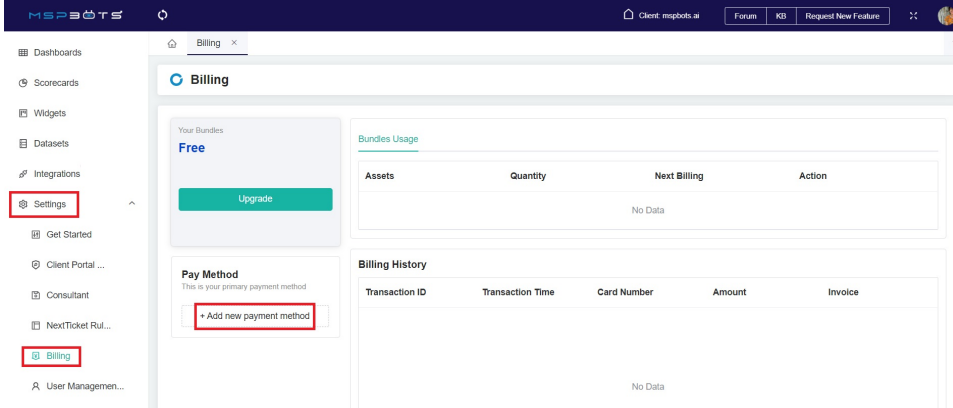 MSPBOTS
Client: mspbots.ai
Forum
KB
Request New Feature
Dashboards
Scorecards
Widgets
Datasets
Integrations
Settings
Get Started
Client Portal ...
Consultant
NextTicket Rul...
Billing
User Managemen...
Billing ×
Billing
Your Bundles
Free
Upgrade
Pay Method
This is your primary payment method
+ Add new payment method
Bundles Usage
Assets Quantity Next Billing Action
No Data
Billing History
Transaction ID Transaction Time Card Number Amount Invoice
No Data